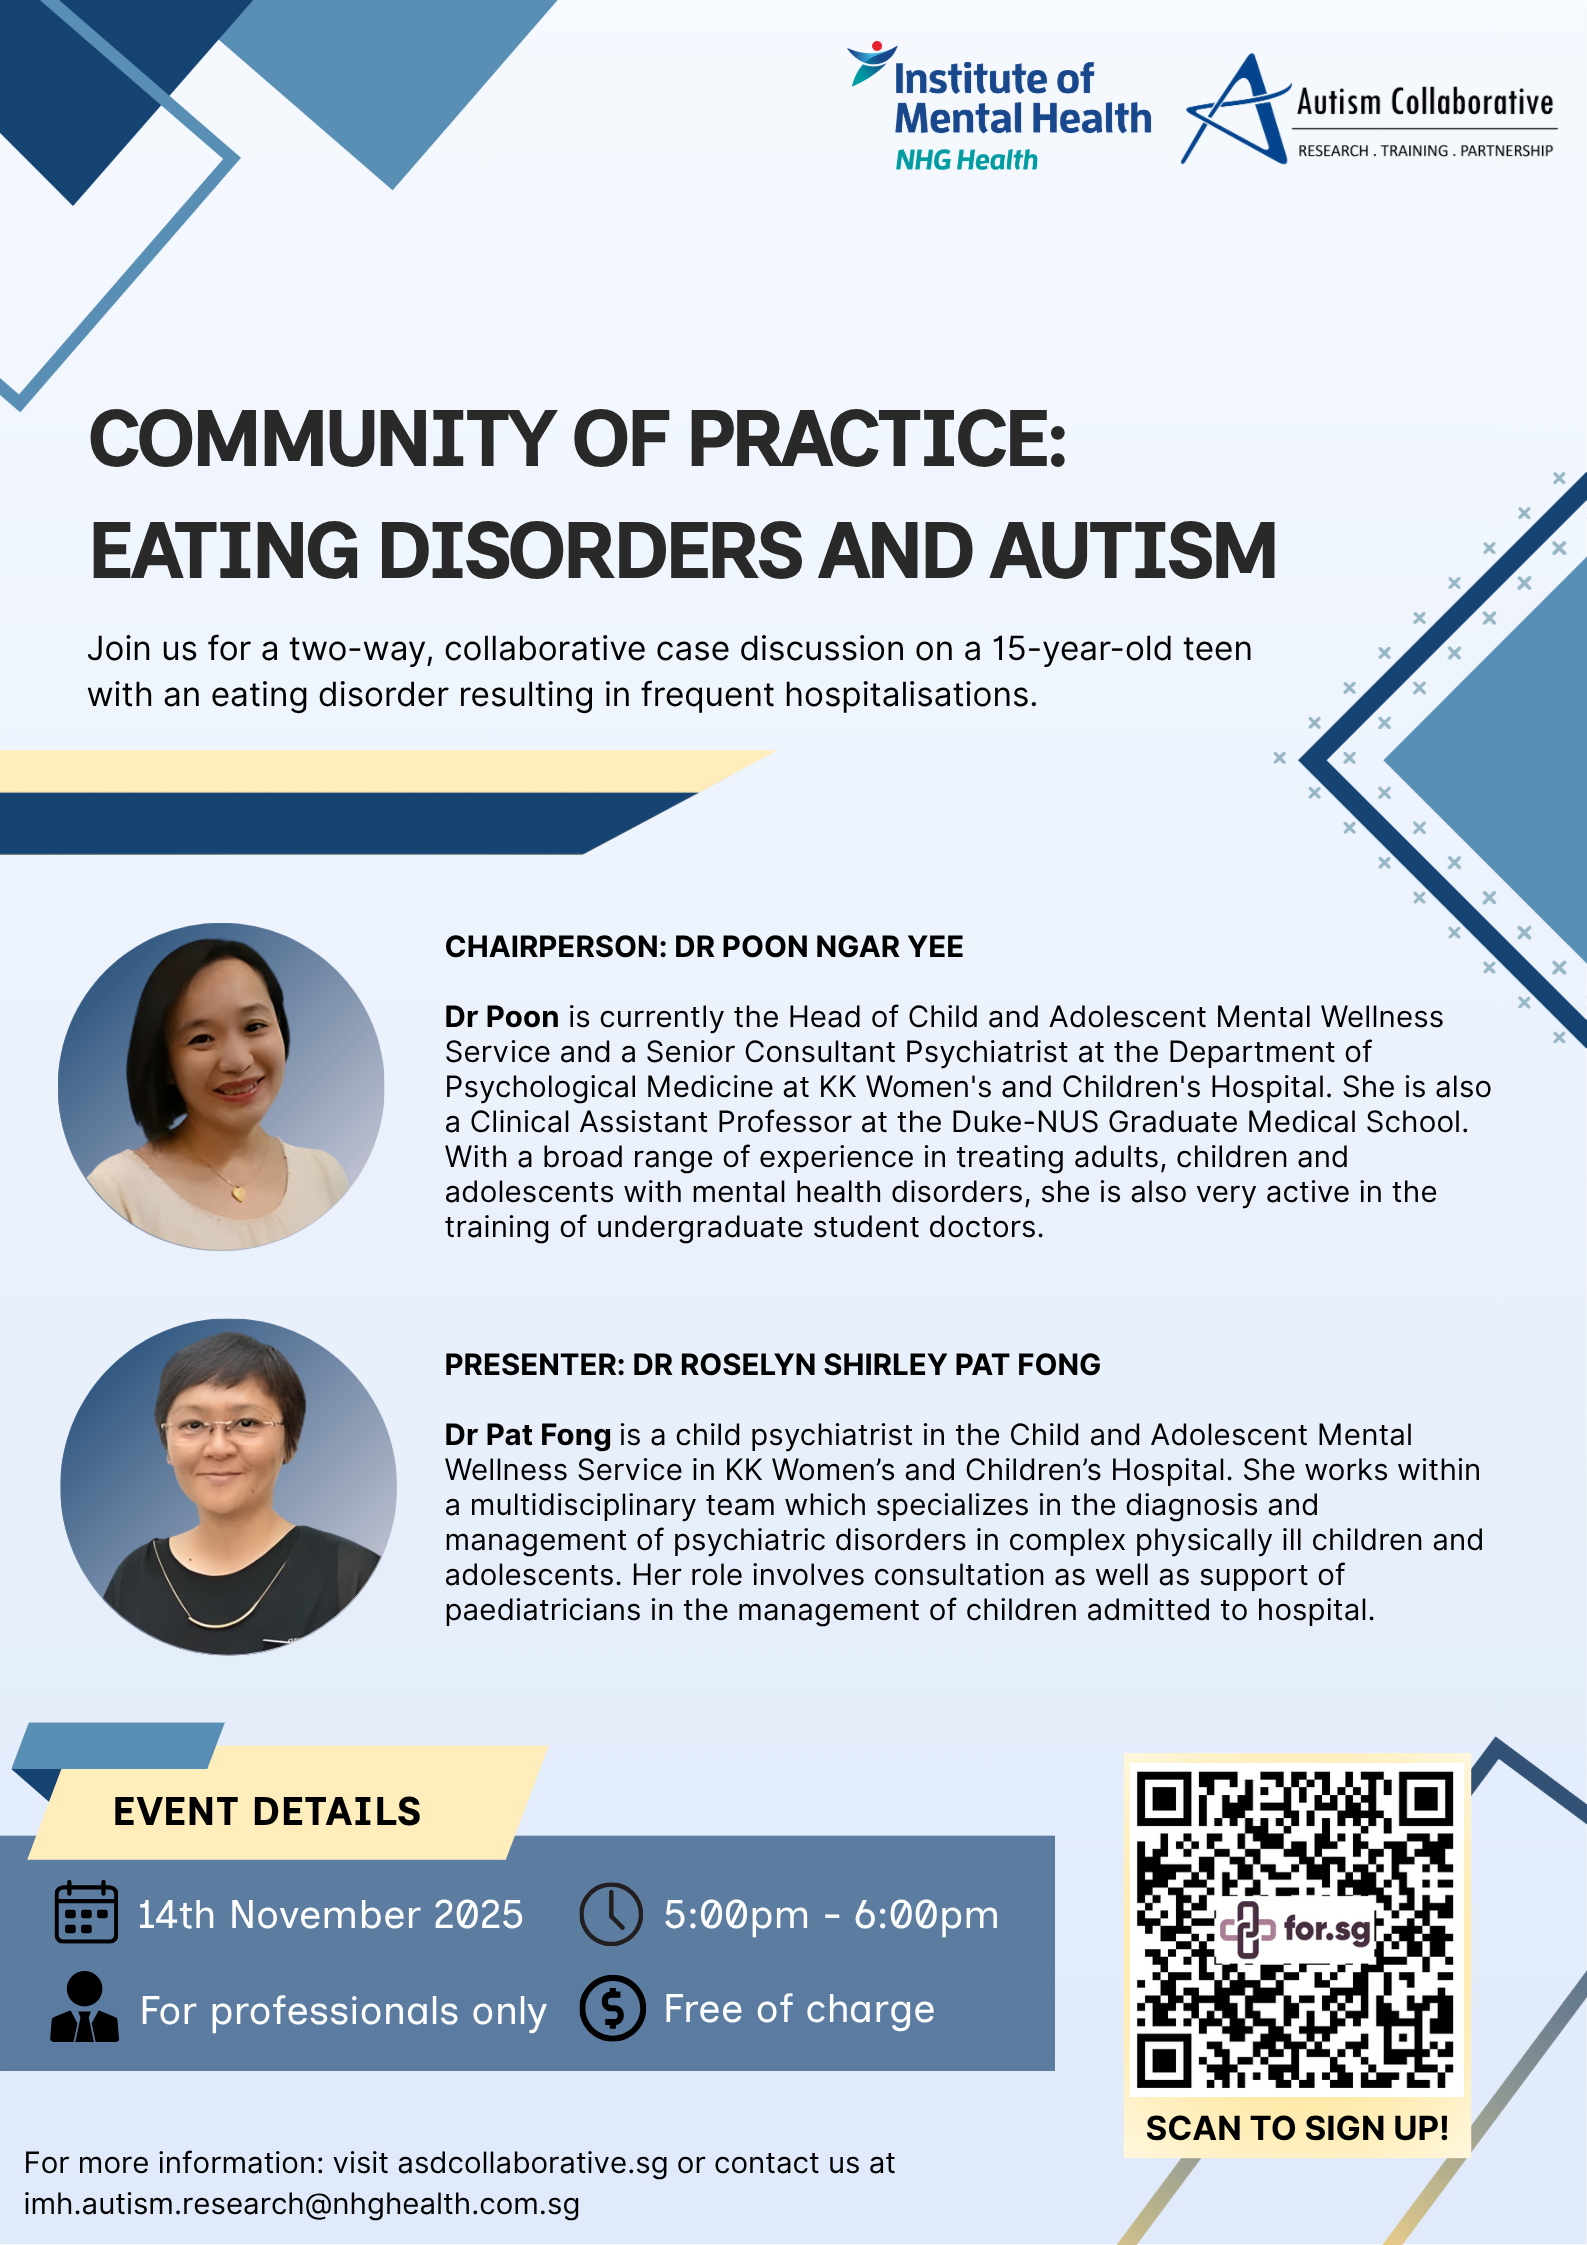 Institute of
Mental Health
NHG Health
Autism Collaborative
RESEARCH . TRAINING . PARTNERSHIP
COMMUNITY OF PRACTICE:
EATING DISORDERS AND AUTISM
Join us for a two-way, collaborative case discussion on a 15-year-old teen
with an eating disorder resulting in frequent hospitalisations.
CHAIRPERSON: DR POON NGAR YEE
Dr Poon is currently the Head of Child and Adolescent Mental Wellness
Service and a Senior Consultant Psychiatrist at the Department of
Psychological Medicine at KK Women's and Children's Hospital. She is also
a Clinical Assistant Professor at the Duke-NUS Graduate Medical School.
With a broad range of experience in treating adults, children and
adolescents with mental health disorders, she is also very active in the
training of undergraduate student doctors.
PRESENTER: DR ROSELYN SHIRLEY PAT FONG
Dr Pat Fong is a child psychiatrist in the Child and Adolescent Mental
Wellness Service in KK Women’s and Children’s Hospital. She works within
a multidisciplinary team which specializes in the diagnosis and
management of psychiatric disorders in complex physically ill children and
adolescents. Her role involves consultation as well as support of
paediatricians in the management of children admitted to hospital.
EVENT DETAILS
14th November 2025
5:00pm - 6:00pm
For professionals only
Free of charge
for.sg
SCAN TO SIGN UP!
For more information: visit asdcollaborative.sg or contact us at
imh.autism.research@nhghealth.com.sg